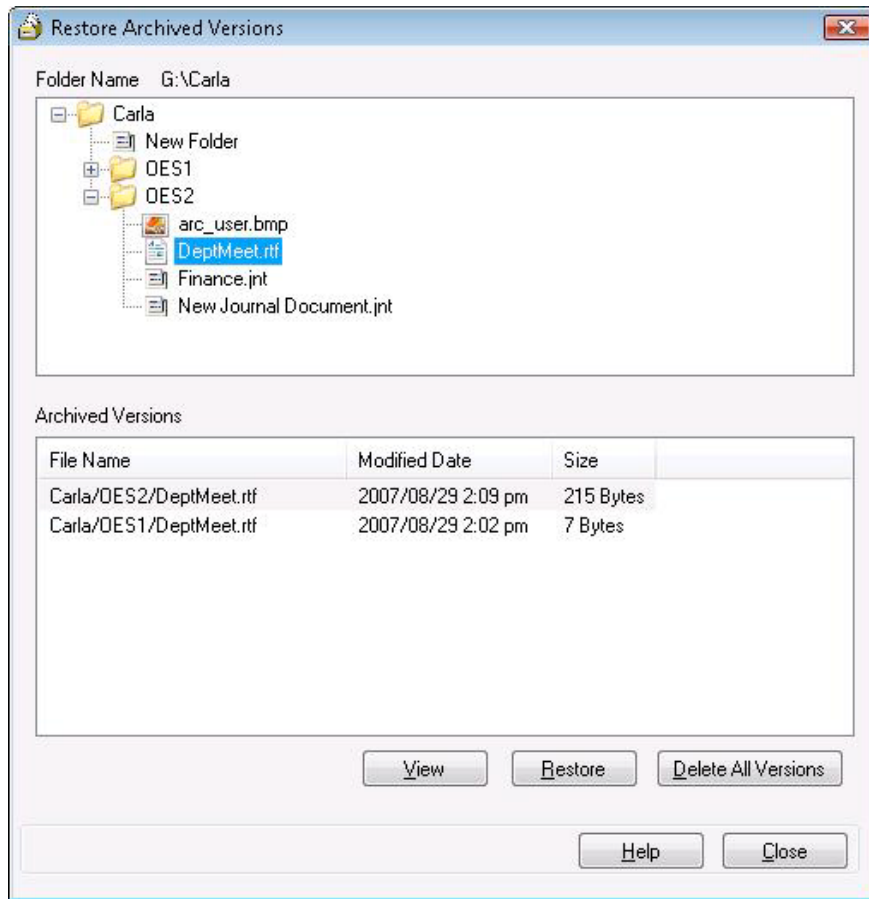 Restore Archived Versions
Folder Name G:\Carla
Carla
New Folder
OES1
OES2
arc_user.bmp
DeptMeet.rtf
Finance.jnt
New Journal Document.jnt
Archived Versions
File Name Modified Date Size
Carla/OES2/DeptMeet.rtf 2007/08/29 2:09 pm 215 Bytes
Carla/OES1/DeptMeet.rtf 2007/08/29 2:02 pm 7 Bytes
View Restore Delete All Versions
Help Close